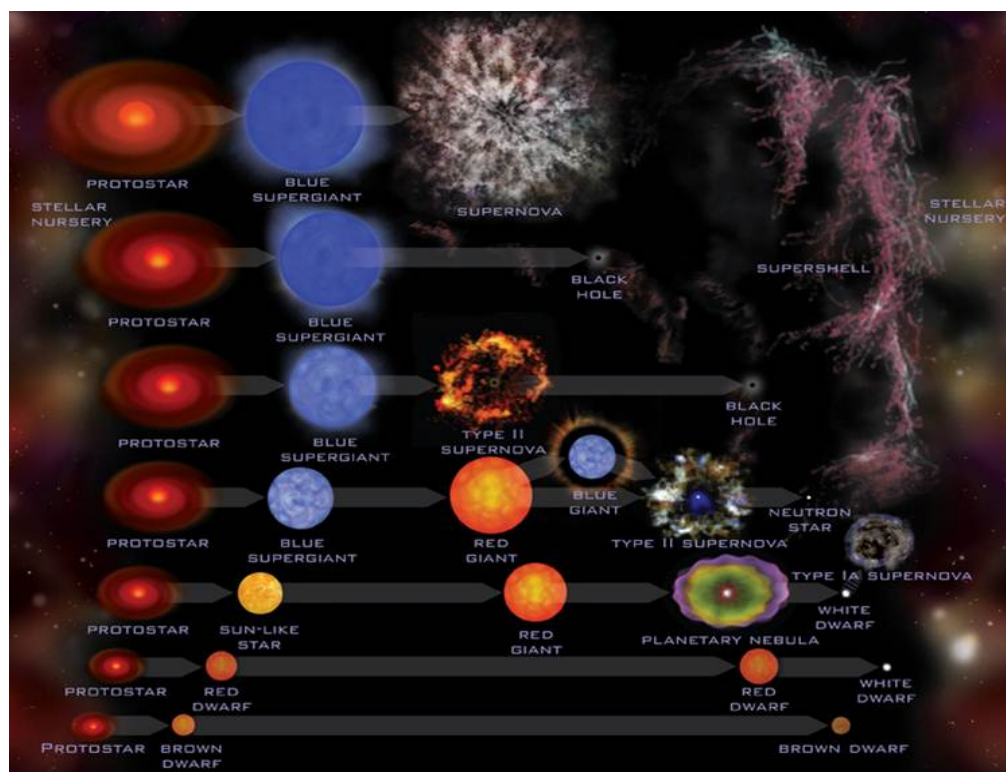 PROTOSTAR
BLUE
SUPERGIANT
SUPERNOVA
STELLAR
NURSERY
STELLAR
NURSERY
PROTOSTAR
BLUE
SUPERGIANT
BLACK
HOLE
SUPERSHELL
PROTOSTAR
BLUE
SUPERGIANT
TYPE II
SUPERNOVA
BLACK
HOLE
PROTOSTAR
BLUE
SUPERGIANT
RED
GIANT
BLUE
GIANT
TYPE II SUPERNOVA
NEUTRON
STAR
TYPE IA SUPERNOVA
PROTOSTAR
SUN-LIKE
STAR
RED
GIANT
PLANETARY NEBULA
WHITE
DWARF
PROTOSTAR
RED
DWARF
RED
DWARF
WHITE
DWARF
PROTOSTAR
BROWN
DWARF
BROWN DWARF